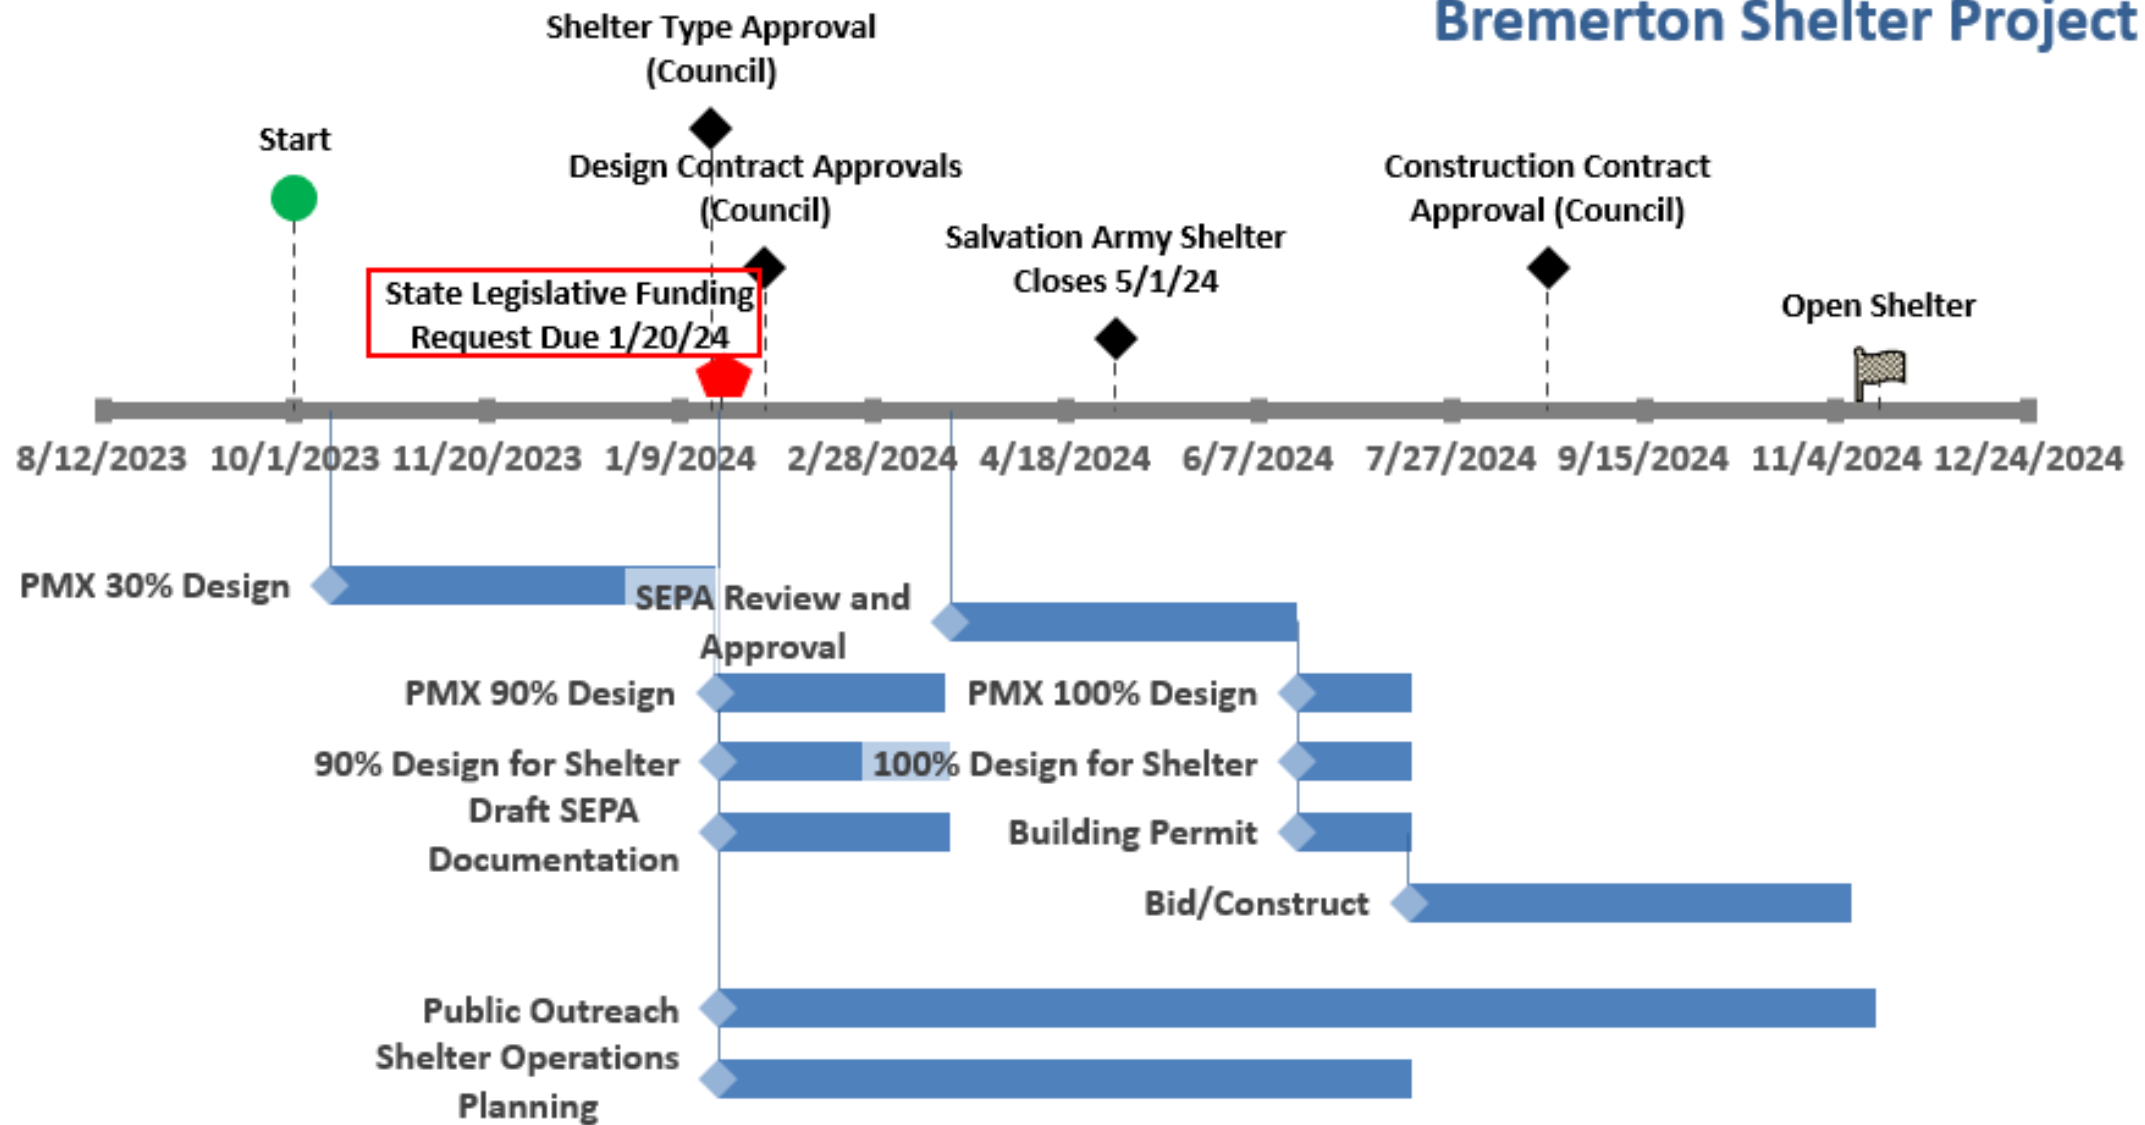 Bremerton Shelter Project
Shelter Type Approval
(Council)
Start
Design Contract Approvals
(Council)
Construction Contract
Approval (Council)
Salvation Army Shelter
Closes 5/1/24
State Legislative Funding
Request Due 1/20/24
Open Shelter
8/12/2023 10/1/2023 11/20/2023 1/9/2024 2/28/2024 4/18/2024 6/7/2024 7/27/2024 9/15/2024 11/4/2024 12/24/2024
PMX 30% Design
SEPA Review and
Approval
PMX 90% Design
PMX 100% Design
90% Design for Shelter
100% Design for Shelter
Draft SEPA
Documentation
Building Permit
Bid/Construct
Public Outreach
Shelter Operations
Planning